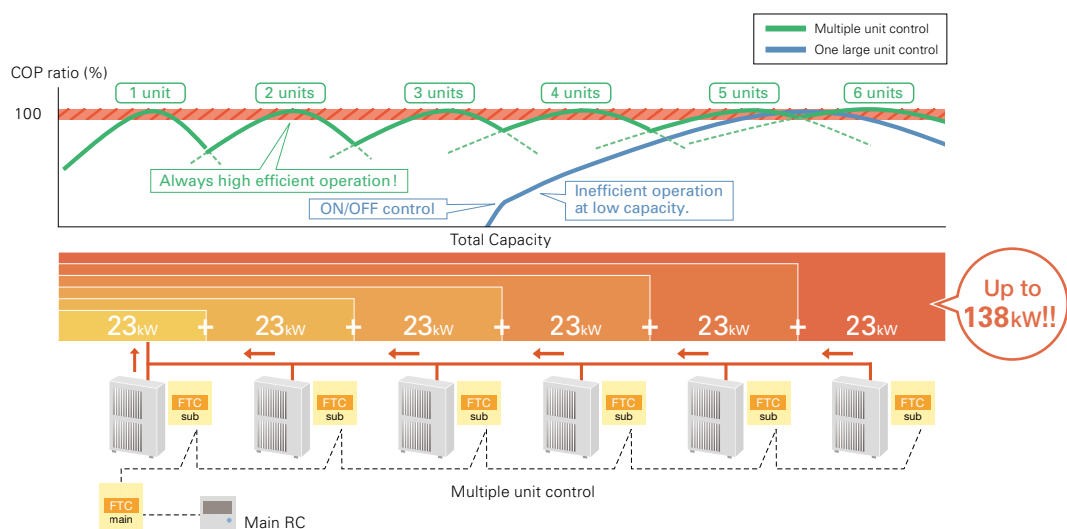 Multiple unit control
One large unit control
COP ratio (%)
1 unit
2 units
3 units
4 units
5 units
6 units
100
Always high efficient operation!
ON/OFF control
Inefficient operation
at low capacity.
Total Capacity
23kW + 23kW + 23kW + 23kW + 23kW + 23kW
Up to
138kW!!
FTC
sub
FTC
sub
FTC
sub
FTC
sub
FTC
sub
FTC
sub
Multiple unit control
FTC
main
Main RC